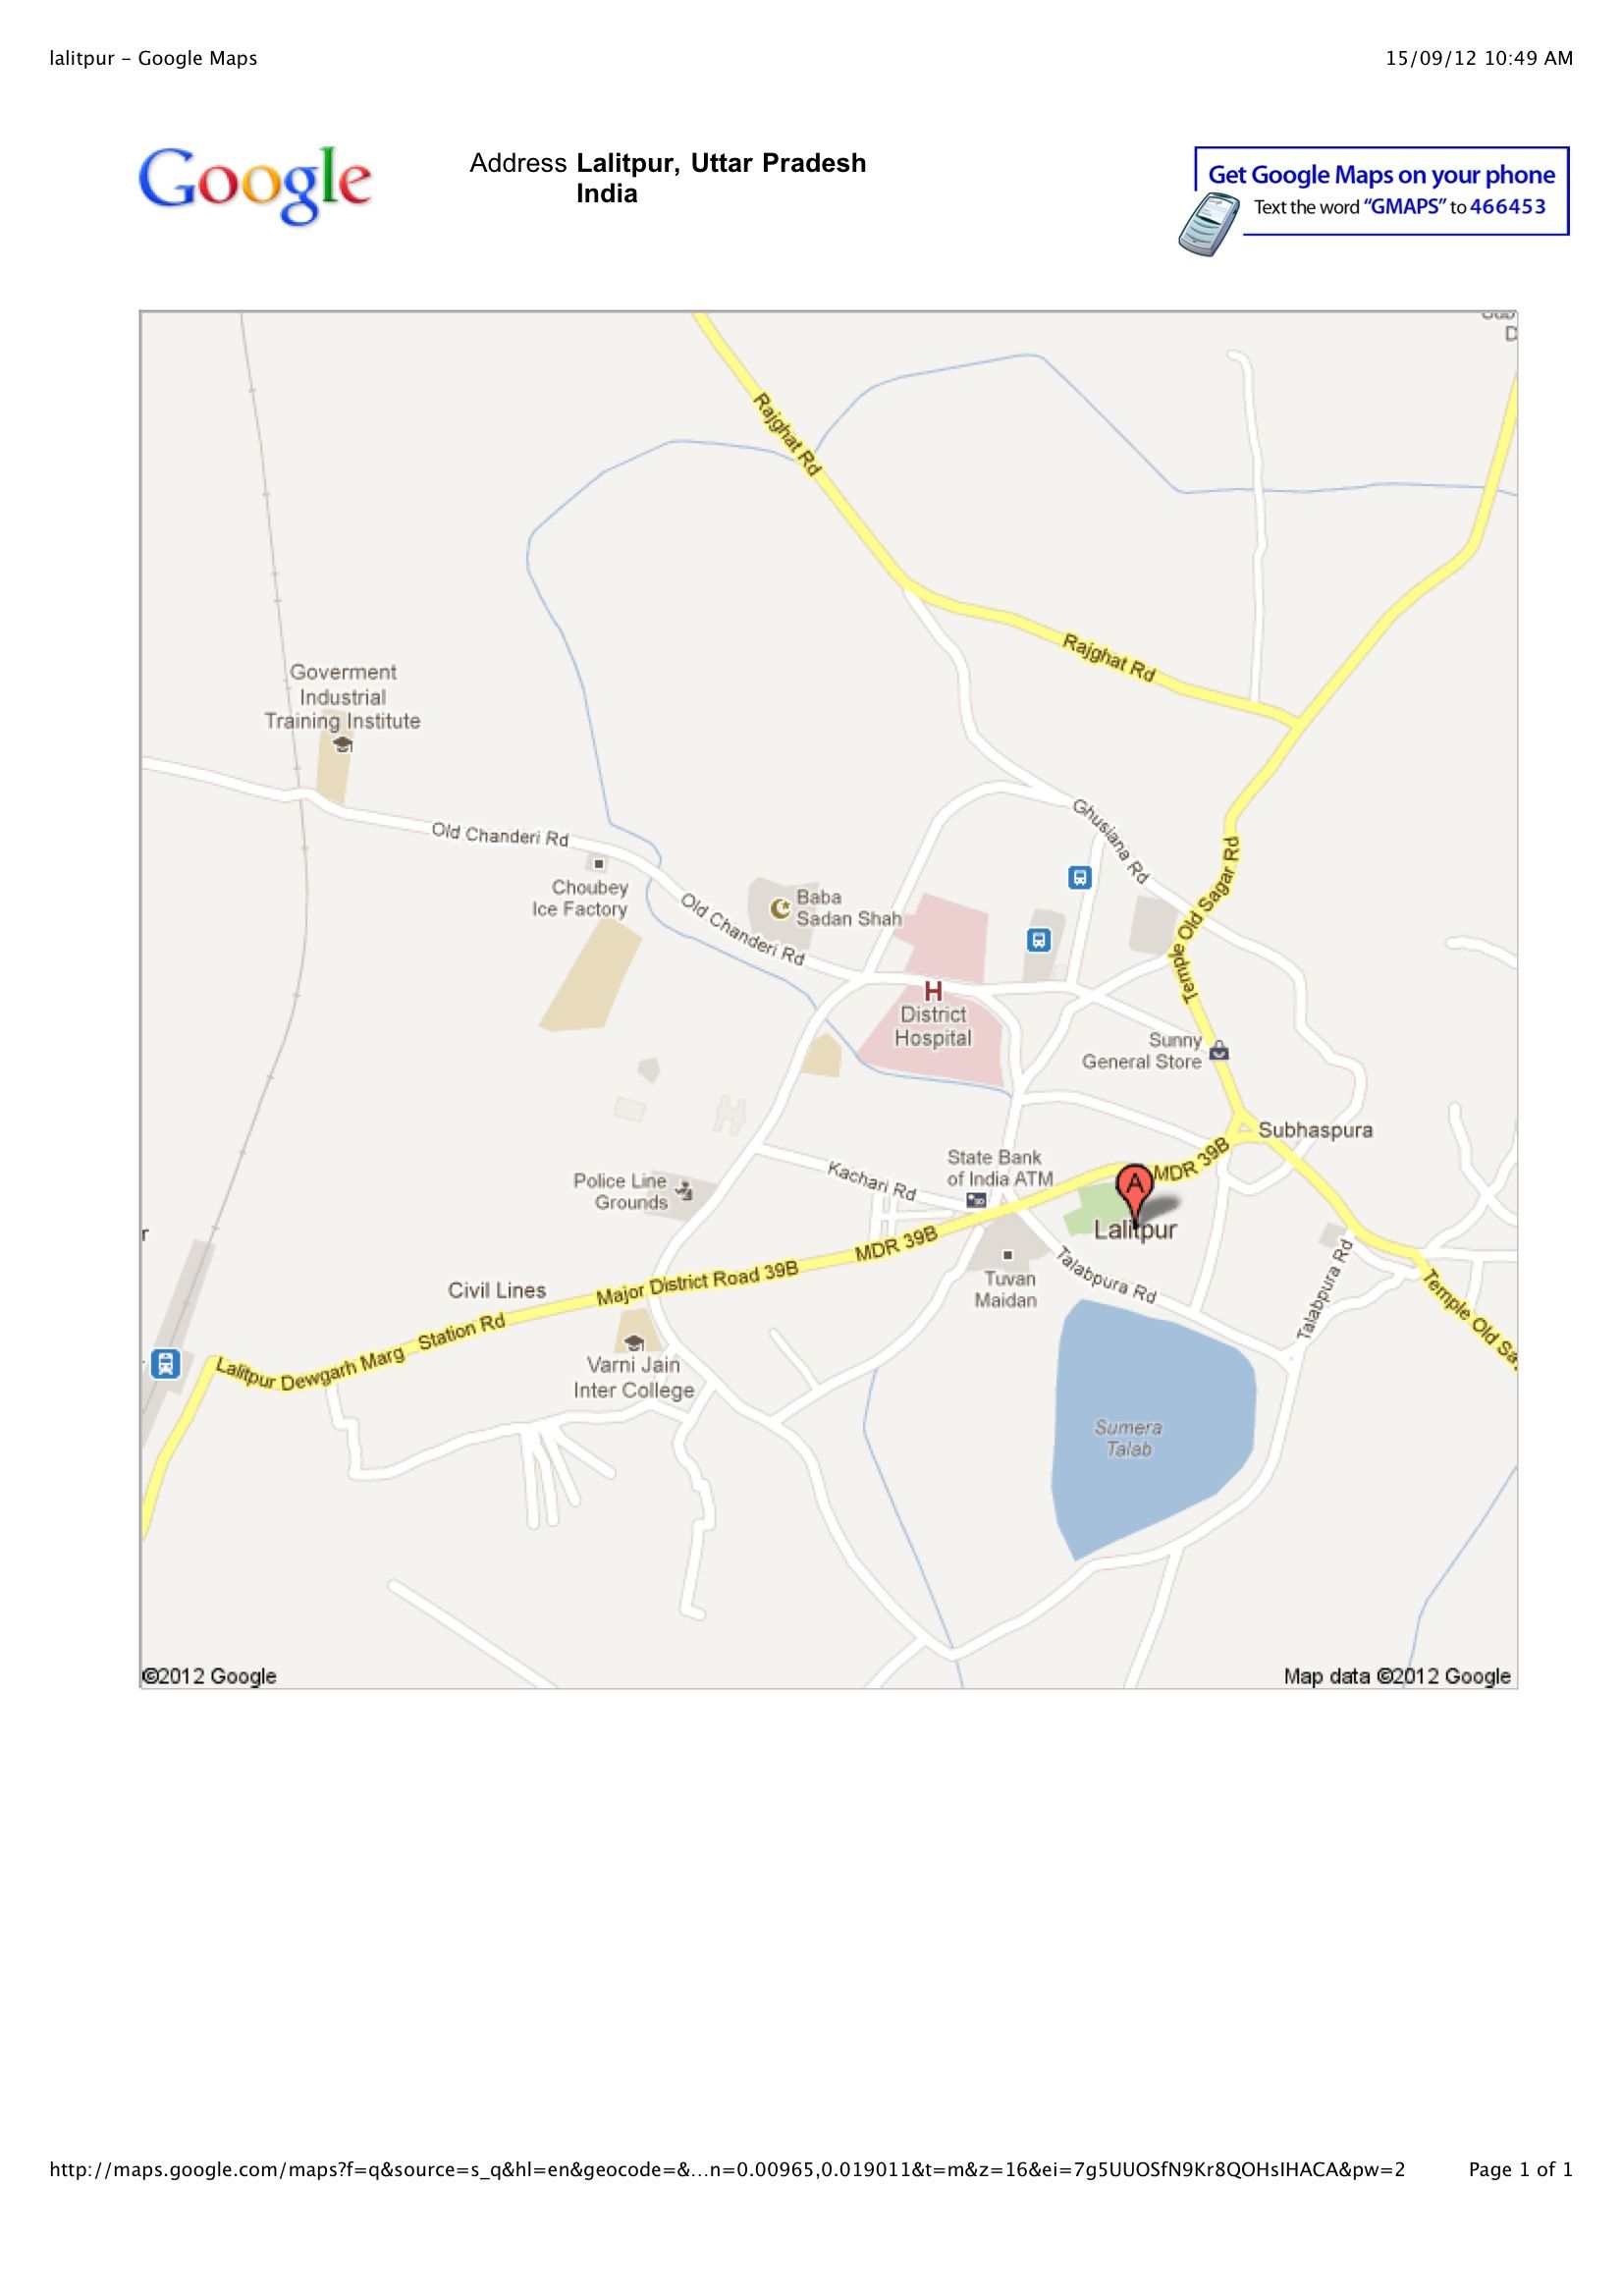 lalitpur - Google Maps
15/09/12 10:49 AM
Google
Address Lalitpur, Uttar Pradesh
India
Get Google Maps on your phone
Text the word “GMAPS” to 466453
Rajghat Rd
Rajghat Rd
Goverment
Industrial
Training Institute
Old Chanderi Rd
Choubey
Ice Factory
Ghusiana Rd
Temple Old Sagar Rd
Baba
Sadan Shah
Old Chanderi Rd
H
District
Hospital
Sunny
General Store
Subhaspura
State Bank
of India ATM
MDR 39B
A
Kachari Rd
Police Line
Grounds
Lalitpur
MDR 39B
Talabpura Rd
Tuvan
Maidan
Talabpura Rd
Civil Lines
Major District Road 39B
Station Rd
Lalitpur Dewgarh Marg
Temple Old Sa
Varni Jain
Inter College
Sumera
Talab
©2012 Google
Map data ©2012 Google
http://maps.google.com/maps?f=q&source=s_q&hl=en&geocode=&...n=0.00965,0.019011&t=m&z=16&ei=7g5UUOSfN9Kr8QOHsIHACA&pw=2
Page 1 of 1